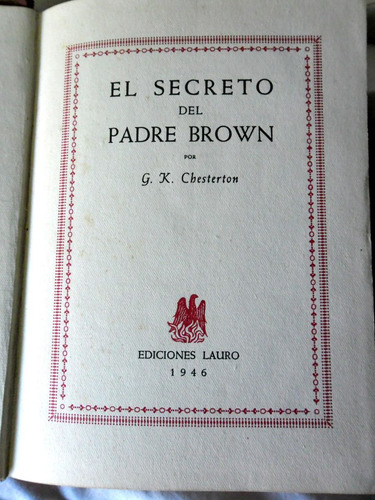 EL SECRETO
DEL
PADRE BROWN
POR
G. K. Chesterton
EDICIONES LAURO
1946